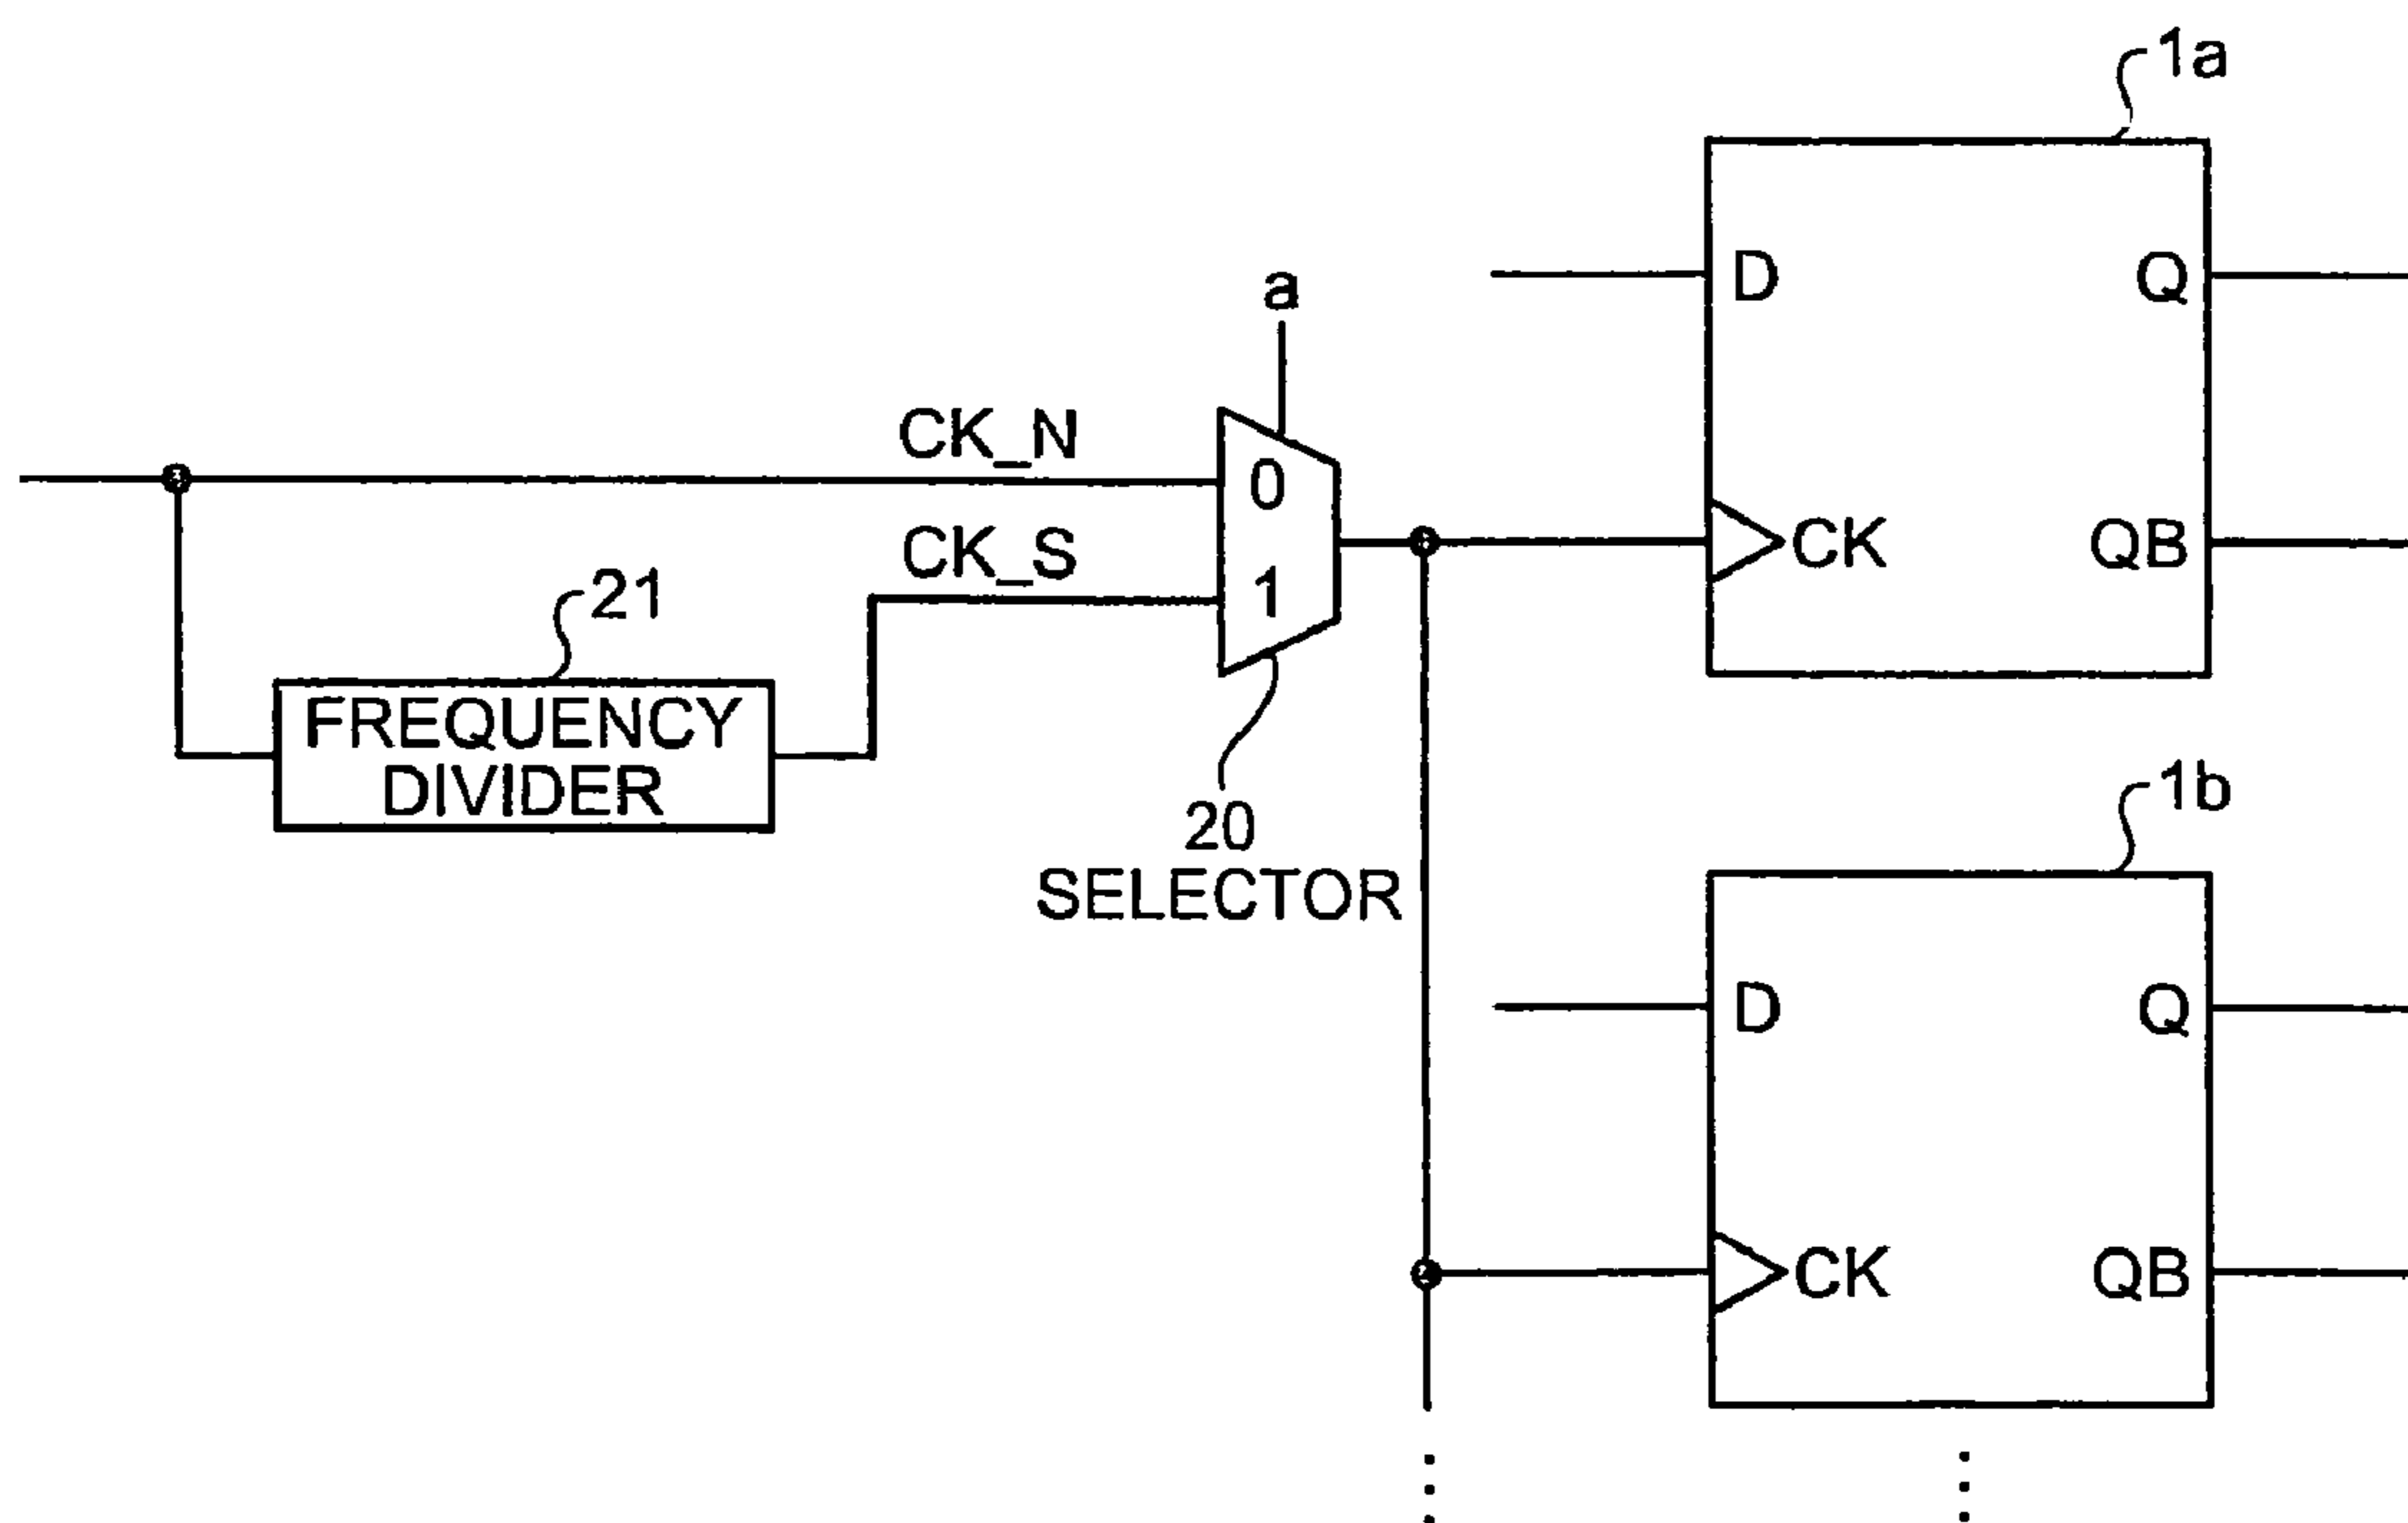 1a
D
Q
a
CK_N
0
CK_S
1
CK
QB
21
FREQUENCY
DIVIDER
20
SELECTOR
1b
D
Q
CK
QB